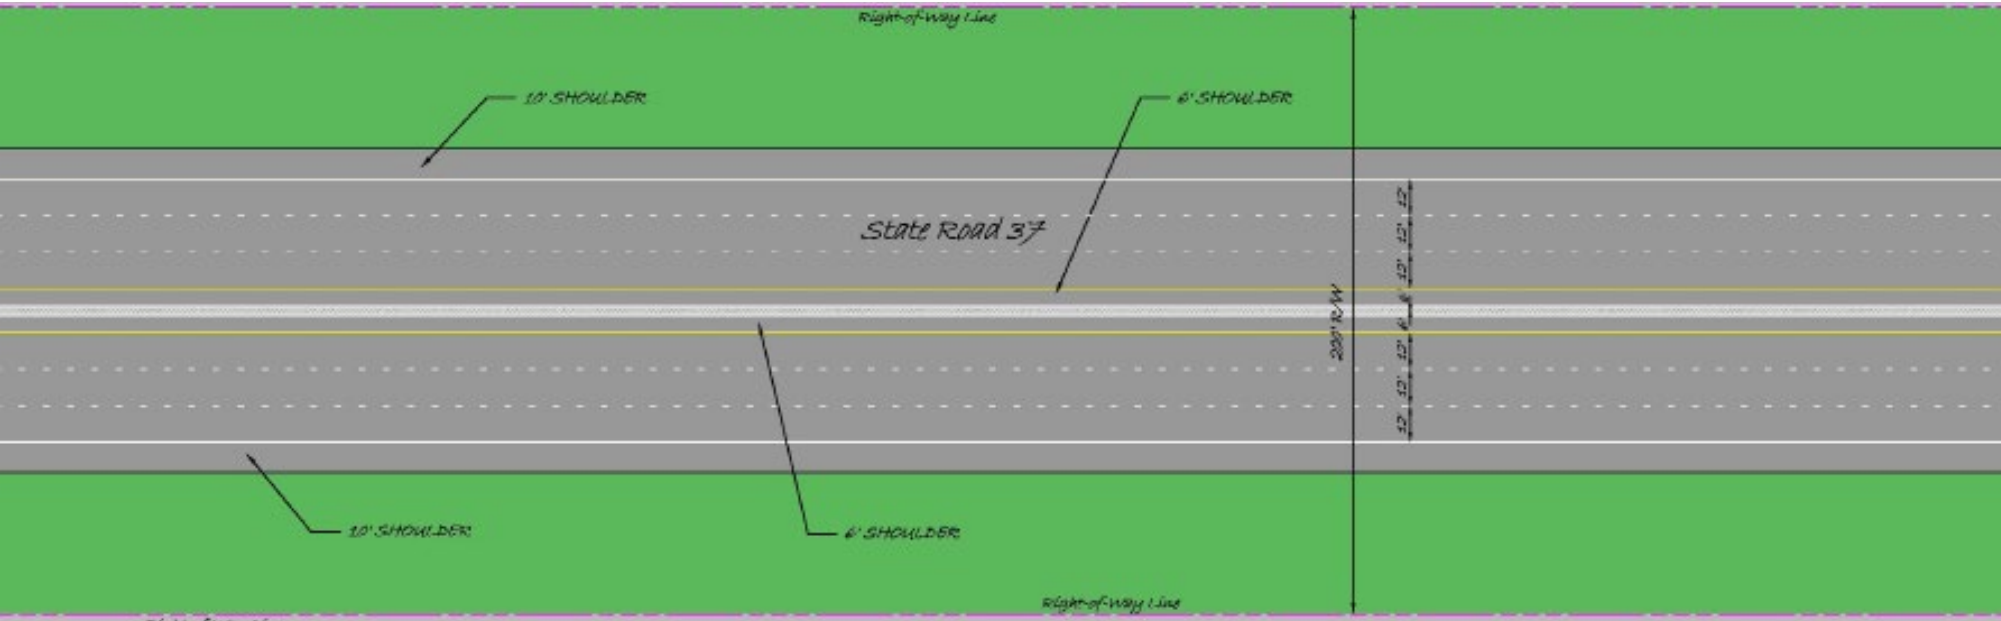 Right-of-Way Line
10' SHOULDER
6' SHOULDER
State Road 37
12'
12'
12'
6'
200' R/W
6'
12'
12'
12'
10' SHOULDER
6' SHOULDER
Right-of-Way Line